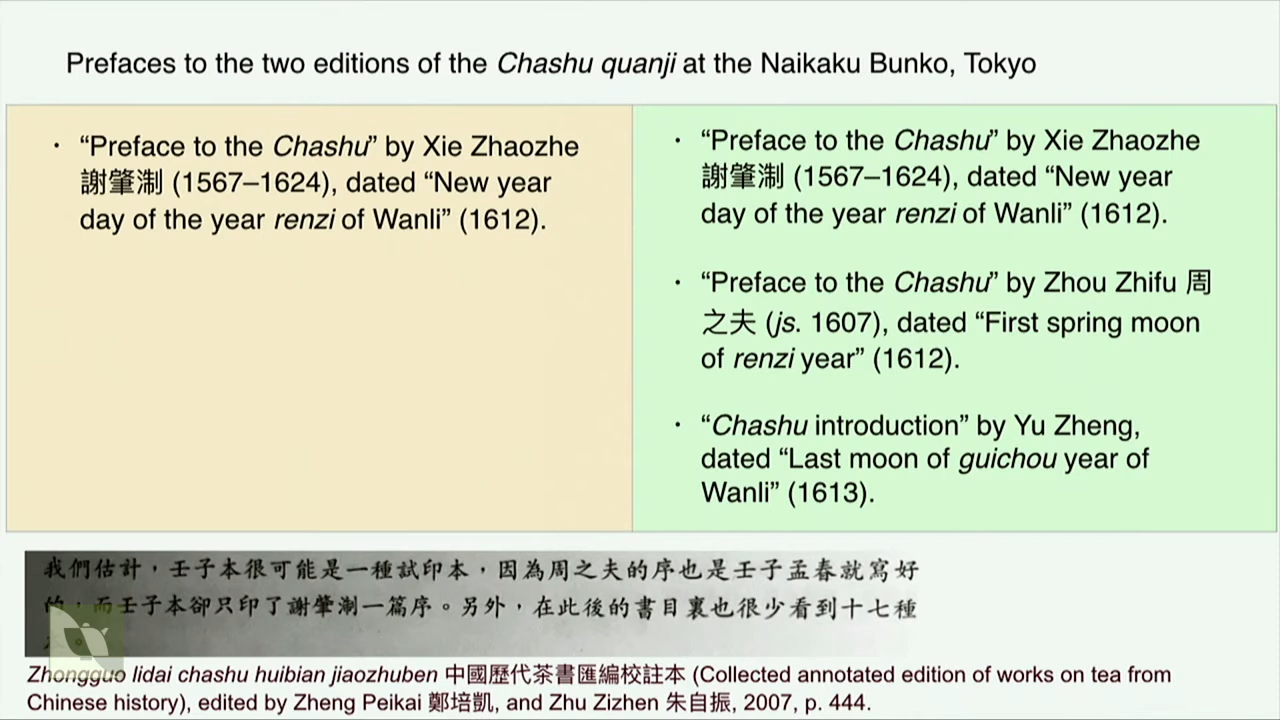 Prefaces to the two editions of the Chashu quanji at the Naikaku Bunko, Tokyo
• “Preface to the Chashu” by Xie Zhaozhe
謝肇淛 (1567–1624), dated “New year
day of the year renzi of Wanli” (1612).
• “Preface to the Chashu” by Xie Zhaozhe
謝肇淛 (1567–1624), dated “New year
day of the year renzi of Wanli” (1612).
• “Preface to the Chashu” by Zhou Zhifu 周
之夫 (js. 1607), dated “First spring moon
of renzi year” (1612).
• “Chashu introduction” by Yu Zheng,
dated “Last moon of guichou year of
Wanli” (1613).
我們估計，壬子本很可能是一種試印本，因為周之夫的序也是壬子孟春就寫好
的，而壬子本卻只印了謝肇淛一篇序。另外，在此後的書目裏也很少看到十七種
Zhongguo lidai chashu huibian jiaozhuben 中國歷代茶書匯編校註本 (Collected annotated edition of works on tea from
Chinese history), edited by Zheng Peikai 鄭培凱, and Zhu Zizhen 朱自振, 2007, p. 444.